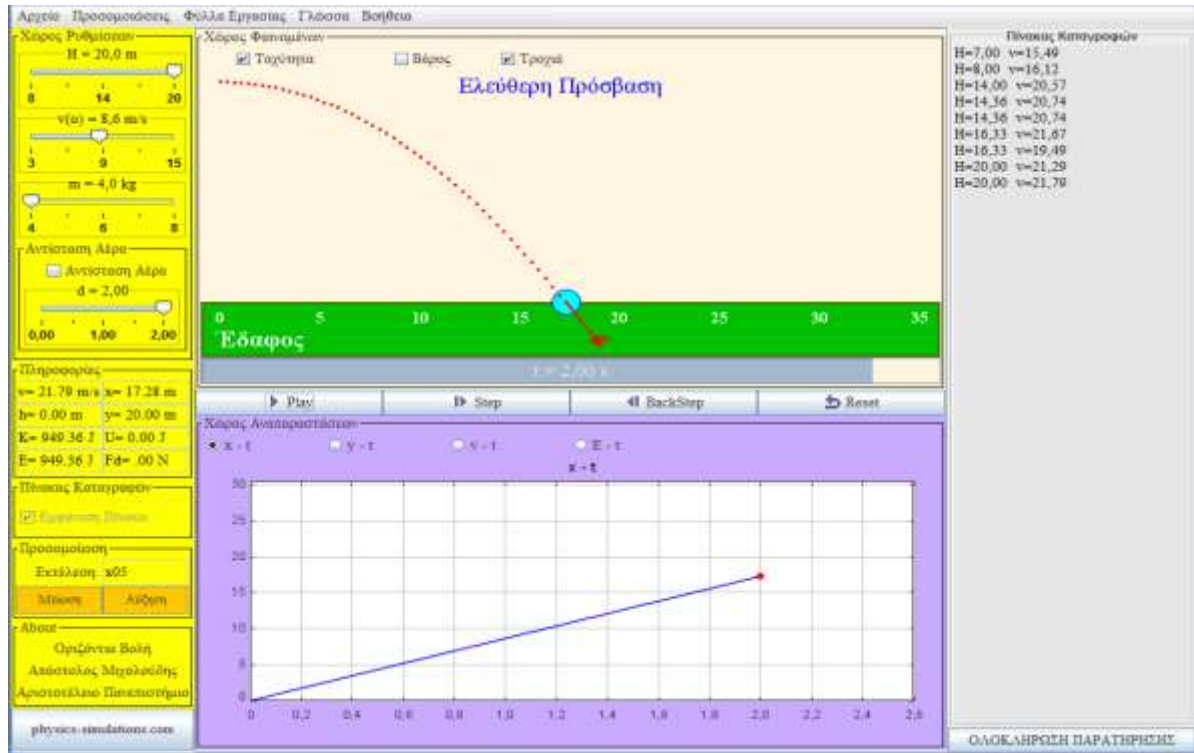 Αρχείο Προσομοιώσεις Φύλλα Εργασίας Γλώσσα Βοήθεια
Χώρος Ρυθμίσεων
H = 20,0 m
8 14 20
v(o) = 8,6 m/s
3 9 15
m = 4,0 kg
4 6 8
Αντίσταση Αέρα
Αντίσταση Αέρα
d = 2,00
0,00 1,00 2,00
Πληροφορίες
v= 21.79 m/s x= 17.28 m
h= 0.00 m y= 20.00 m
K= 949.36 J U= 0.00 J
E= 949.36 J Fd= .00 N
Πίνακας Καταγραφών
Εμφάνιση Πίνακα
Προσομοίωση
Εκτέλεση x05
Μείωση Αύξηση
About
Οριζόντια Βολή
Απόστολος Μιχαλούδης
Αριστοτέλειο Πανεπιστήμιο
physics-simulations.com
Χώρος Φαινομένων
Ταχύτητα Βάρος Τροχιά
Ελεύθερη Πρόσβαση
0 5 10 15 20 25 30 35
Έδαφος
t = 2,00 s
Play Step BackStep Reset
Χώρος Αναπαραστάσεων
x - t y - t v - t E - t
x - t
30
25
20
15
10
5
0
0 0,2 0,4 0,6 0,8 1,0 1,2 1,4 1,6 1,8 2,0 2,2 2,4 2,6
Πίνακας Καταγραφών
H=7,00 v=15,49
H=8,00 v=16,12
H=14,00 v=20,57
H=14,36 v=20,74
H=14,36 v=20,74
H=16,33 v=21,67
H=16,33 v=19,49
H=20,00 v=21,29
H=20,00 v=21,79
ΟΛΟΚΛΗΡΩΣΗ ΠΑΡΑΤΗΡΗΣΗΣ